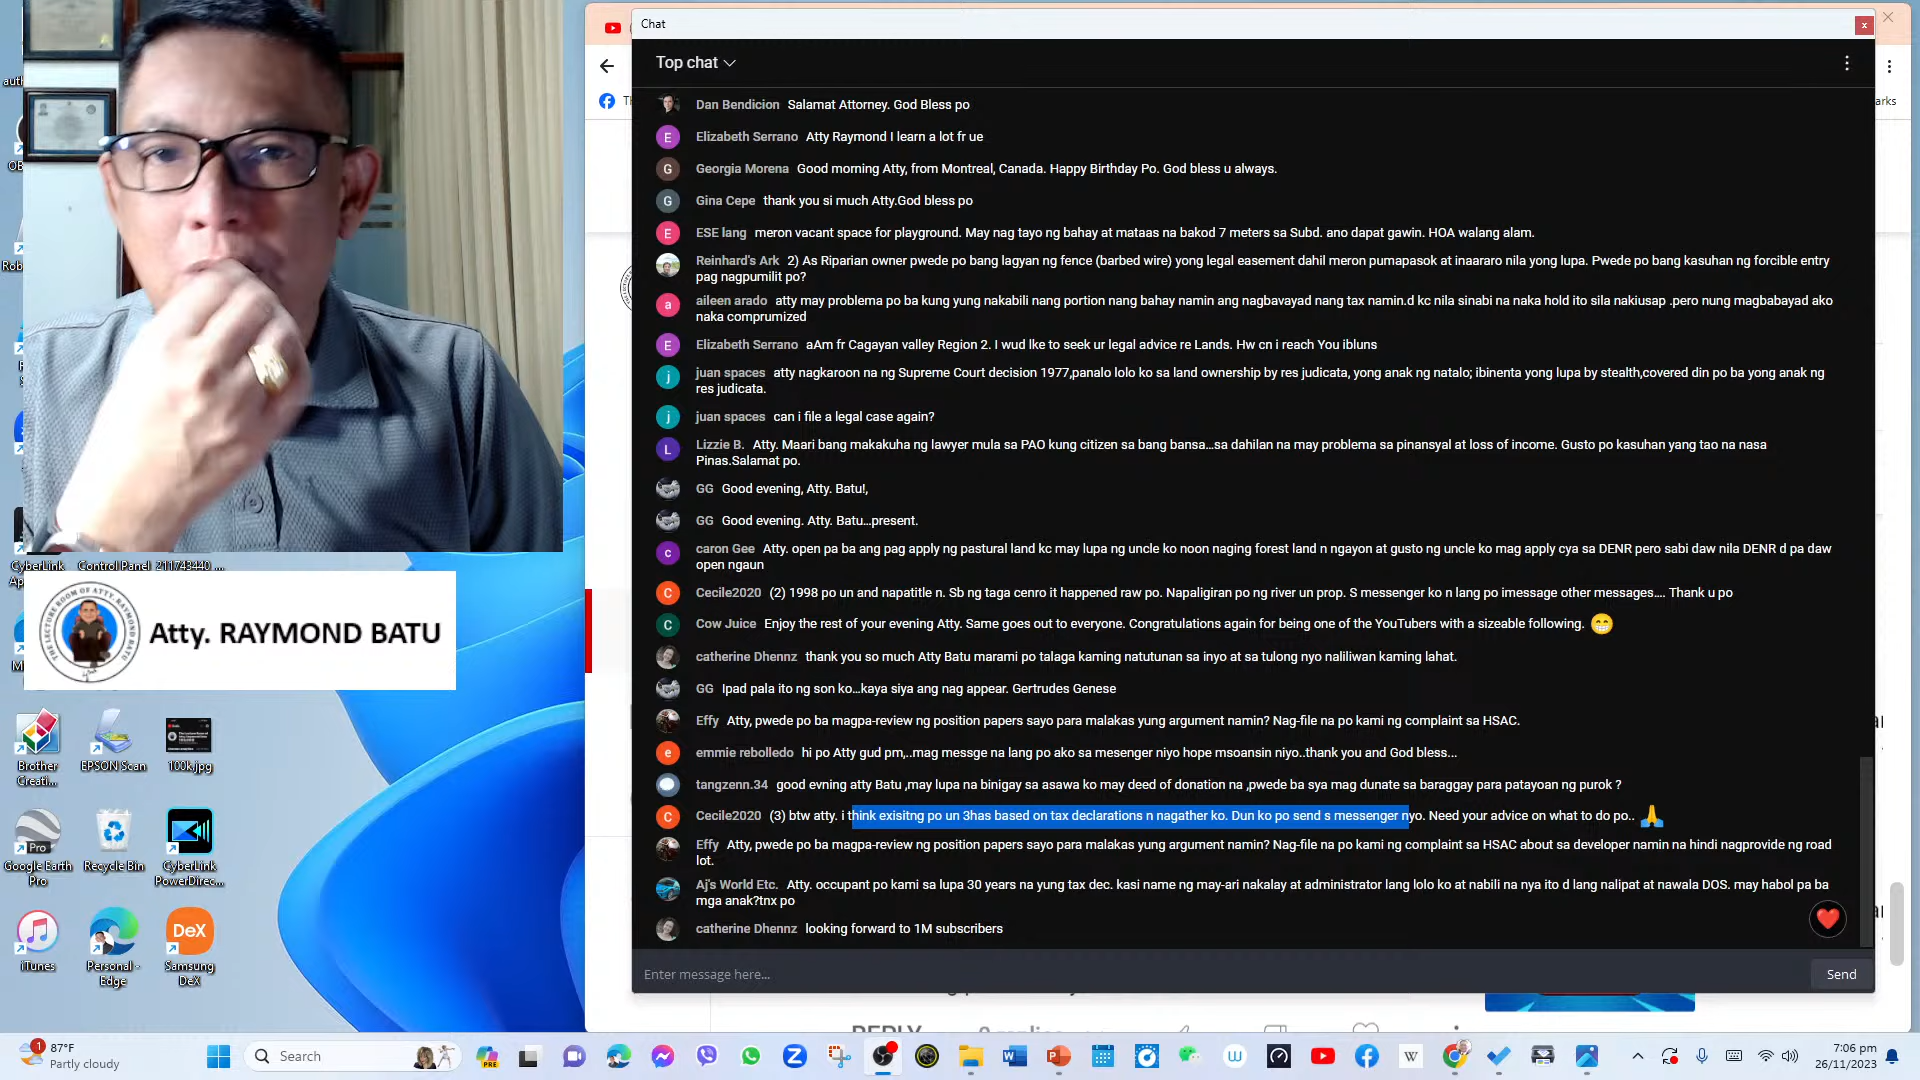 Chat
Top chat
Dan Bendicion Salamat Attorney. God Bless po
Elizabeth Serrano Atty Raymond I learn a lot fr ue
Georgia Morena Good morning Atty, from Montreal, Canada. Happy Birthday Po. God bless u always.
Gina Cepe thank you si much Atty.God bless po
ESE lang meron vacant space for playground. May nag tayo ng bahay at mataas na bakod 7 meters sa Subd. ano dapat gawin. HOA walang alam.
Reinhard's Ark 2) As Riparian owner pwede po bang lagyan ng fence (barbed wire) yong legal easement dahil meron pumapasok at inaararo nila yong lupa. Pwede po bang kasuhan ng forcible entry
pag nagpumilit po?
aileen arado atty may problema po ba kung yung nakabili nang portion nang bahay namin ang nagbavayad nang tax namin.d kc nila sinabi na naka hold ito sila nakiusap .pero nung magbabayad ako
naka comprumized
Elizabeth Serrano aAm fr Cagayan valley Region 2. I wud lke to seek ur legal advice re Lands. Hw cn i reach You ibluns
juan spaces atty nagkaroon na ng Supreme Court decision 1977,panalo lolo ko sa land ownership by res judicata, yong anak ng natalo; ibinenta yong lupa by stealth,covered din po ba yong anak ng
res judicata.
juan spaces can i file a legal case again?
Lizzie B. Atty. Maari bang makakuha ng lawyer mula sa PAO kung citizen sa bang bansa...sa dahilan na may problema sa pinansyal at loss of income. Gusto po kasuhan yang tao na nasa
Pinas.Salamat po.
GG Good evening, Atty. Batu!,
GG Good evening. Atty. Batu...present.
caron Gee Atty. open pa ba ang pag apply ng pastural land kc may lupa ng uncle ko noon naging forest land n ngayon at gusto ng uncle ko mag apply cya sa DENR pero sabi daw nila DENR d pa daw
open ngaun
Cecile2020 (2) 1998 po un and napatitle n. Sb ng taga cenro it happened raw po. Napaligiran po ng river un prop. S messenger ko n lang po imessage other messages.... Thank u po
Cow Juice Enjoy the rest of your evening Atty. Same goes out to everyone. Congratulations again for being one of the YouTubers with a sizeable following. 😁
catherine Dhennz thank you so much Atty Batu marami po talaga kaming natutunan sa inyo at sa tulong nyo naliliwan kaming lahat.
GG Ipad pala ito ng son ko...kaya siya ang nag appear. Gertrudes Genese
Effy Atty, pwede po ba magpa-review ng position papers sayo para malakas yung argument namin? Nag-file na po kami ng complaint sa HSAC.
emmie rebolledo hi po Atty gud pm,..mag messge na lang po ako sa mesenger niyo hope msoansin niyo..thank you and God bless...
tangzenn.34 good evning atty Batu ,may lupa na binigay sa asawa ko may deed of donation na ,pwede ba sya mag dunate sa baraggay para patayoan ng purok ?
Cecile2020 (3) btw atty. i think exisitng po un 3has based on tax declarations n nagather ko. Dun ko po send s messenger nyo. Need your advice on what to do po.. 🙏
Effy Atty, pwede po ba magpa-review ng position papers sayo para malakas yung argument namin? Nag-file na po kami ng complaint sa HSAC about sa developer namin na hindi nagprovide ng road
lot.
Aj's World Etc. Atty. occupant po kami sa lupa 30 years na yung tax dec. kasi name ng may-ari nakalay at administrator lang lolo ko at nabili na nya ito d lang nalipat at nawala DOS. may habol pa ba
mga anak?tnx po
catherine Dhennz looking forward to 1M subscribers
Enter message here...
Send
THE LECTURE ROOM OF ATTY. RAYMOND BATU
Atty. RAYMOND BATU
CyberLink
Control Panel
211743440 ...
Brother
Creati...
EPSON Scan
100k.jpg
Google Earth
Pro
Recycle Bin
CyberLink
PowerDirec...
iTunes
Personal -
Edge
DeX
Samsung
DeX
REPLY
0 replies
87°F
Partly cloudy
Search
7:06 pm
26/11/2023